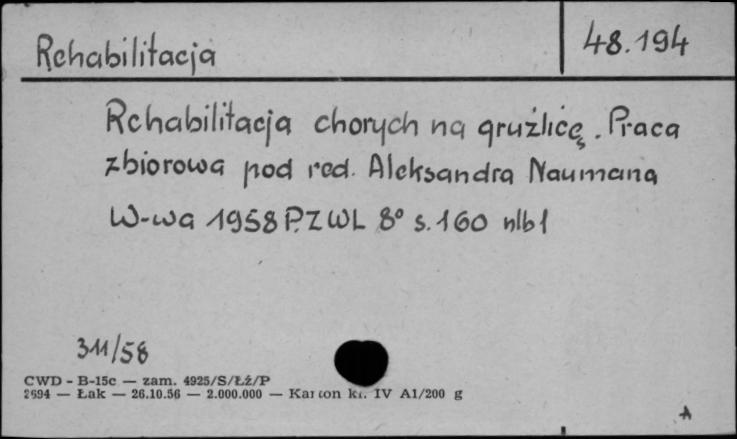 Rehabilitacja
48.194
Rehabilitacja chorych na gruźlicę. Praca
zbiorowa pod red. Aleksandra Naumana
W-wa 1958 PZWL 8° s. 160 nlb 1
311/58
CWD - B-15c — zam. 4925/S/Łż/P
2694 — Łak — 26.10.56 — 2.000.000 — Karton kl. IV A1/200 g
A